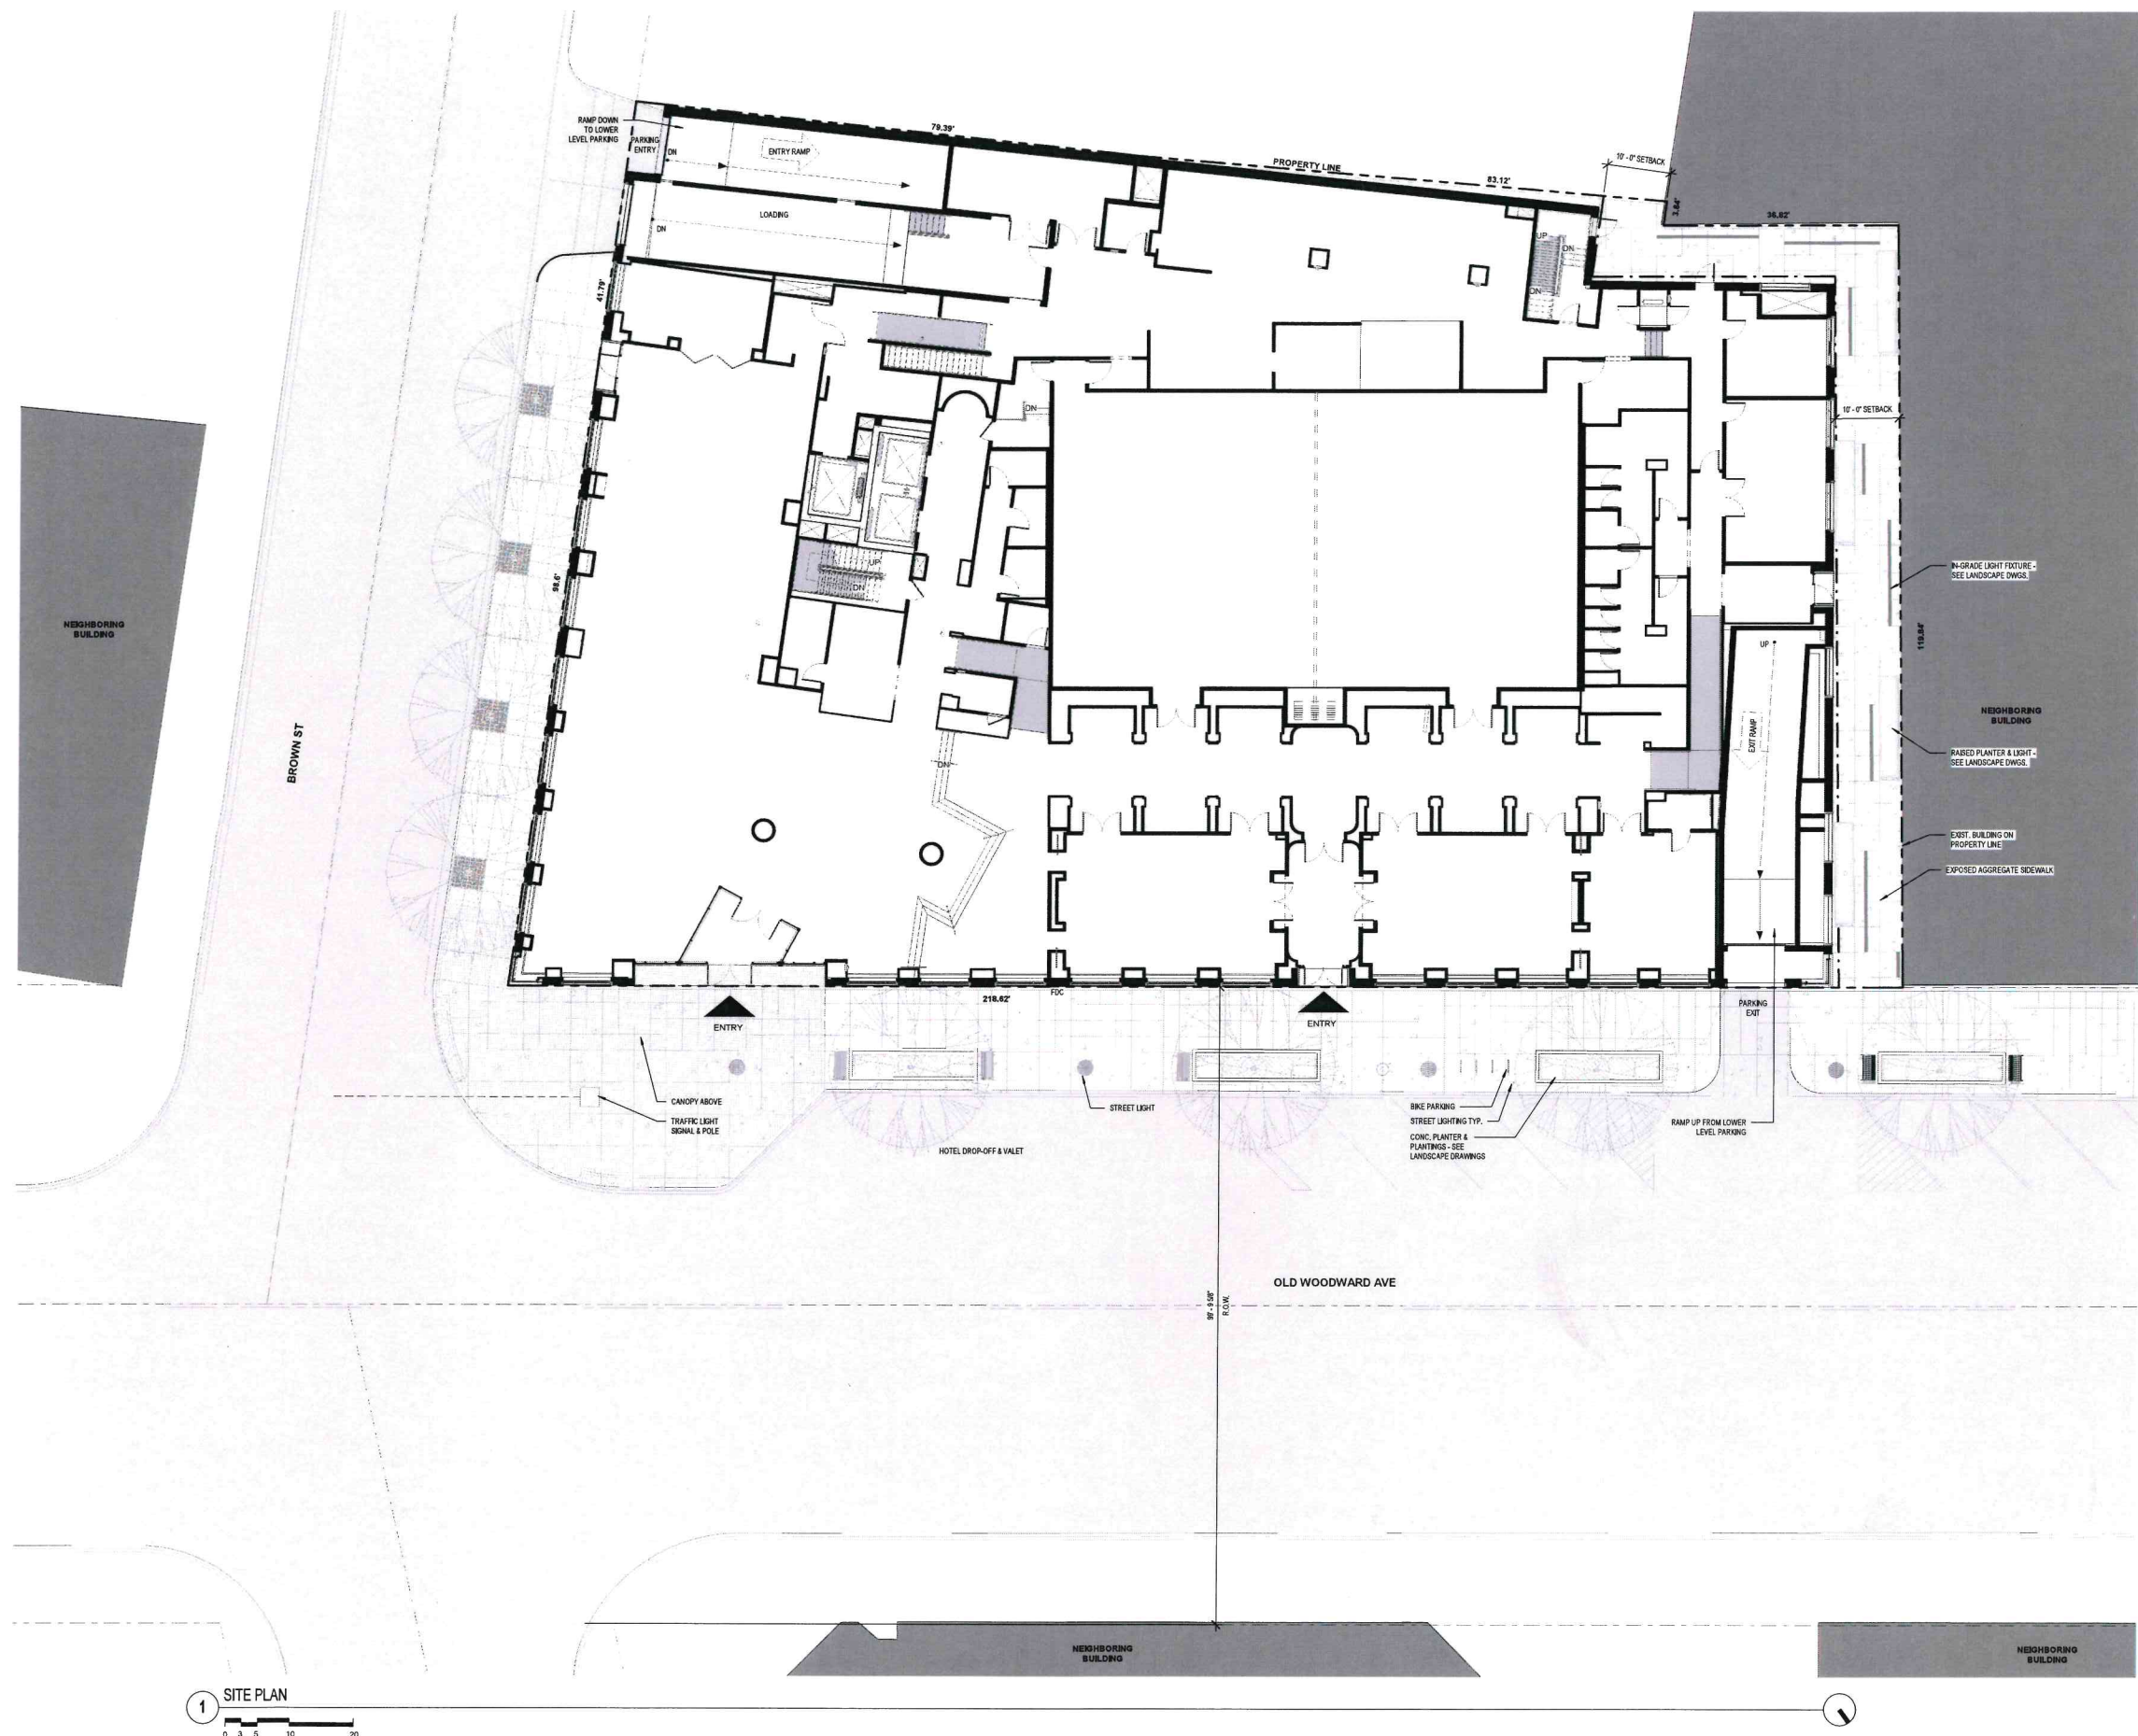 RAMP DOWN
TO LOWER
LEVEL PARKING
PARKING
ENTRY
DN
ENTRY RAMP
79.39'
PROPERTY LINE
83.12'
10' - 0" SETBACK
3.64'
36.82'
LOADING
DN
UP
DN
DN
41.79'
DN
10' - 0" SETBACK
UP
DN
98.6'
IN-GRADE LIGHT FIXTURE -
SEE LANDSCAPE DWGS.
NEIGHBORING
BUILDING
119.84'
UP
NEIGHBORING
BUILDING
BROWN ST
EXIT RAMP
RAISED PLANTER & LIGHT -
SEE LANDSCAPE DWGS.
DN
EXIST. BUILDING ON
PROPERTY LINE
EXPOSED AGGREGATE SIDEWALK
218.62'
FDC
ENTRY
ENTRY
PARKING
EXIT
CANOPY ABOVE
TRAFFIC LIGHT
SIGNAL & POLE
STREET LIGHT
HOTEL DROP-OFF & VALET
BIKE PARKING
STREET LIGHTING TYP.
CONC. PLANTER &
PLANTINGS - SEE
LANDSCAPE DRAWINGS
RAMP UP FROM LOWER
LEVEL PARKING
OLD WOODWARD AVE
R.O.W.
NEIGHBORING
BUILDING
NEIGHBORING
BUILDING
1
SITE PLAN
0 3 5 10 20